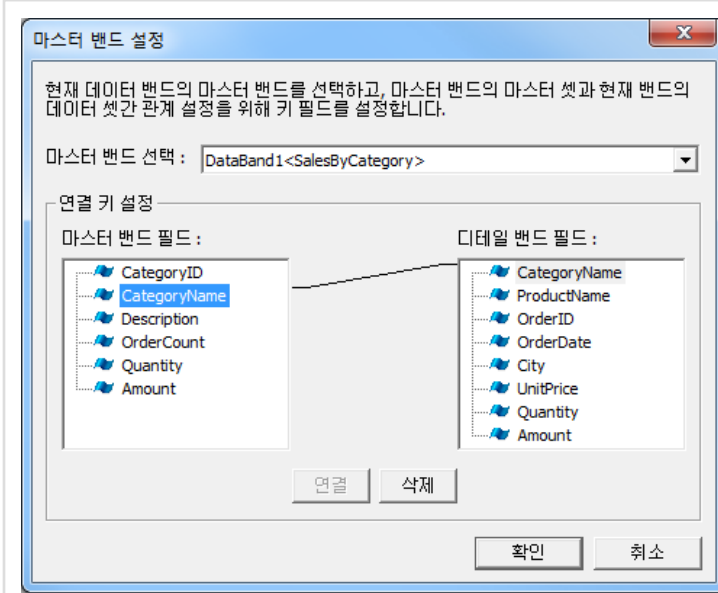 마스터 밴드 설정
현재 데이터 밴드의 마스터 밴드를 선택하고, 마스터 밴드의 마스터 셋과 현재 밴드의
데이터 셋간 관계 설정을 위해 키 필드를 설정합니다.
마스터 밴드 선택 : DataBand1<SalesByCategory>
연결 키 설정
마스터 밴드 필드 :
CategoryID
CategoryName
Description
OrderCount
Quantity
Amount
디테일 밴드 필드 :
CategoryName
ProductName
OrderID
OrderDate
City
UnitPrice
Quantity
Amount
연결 삭제
확인 취소